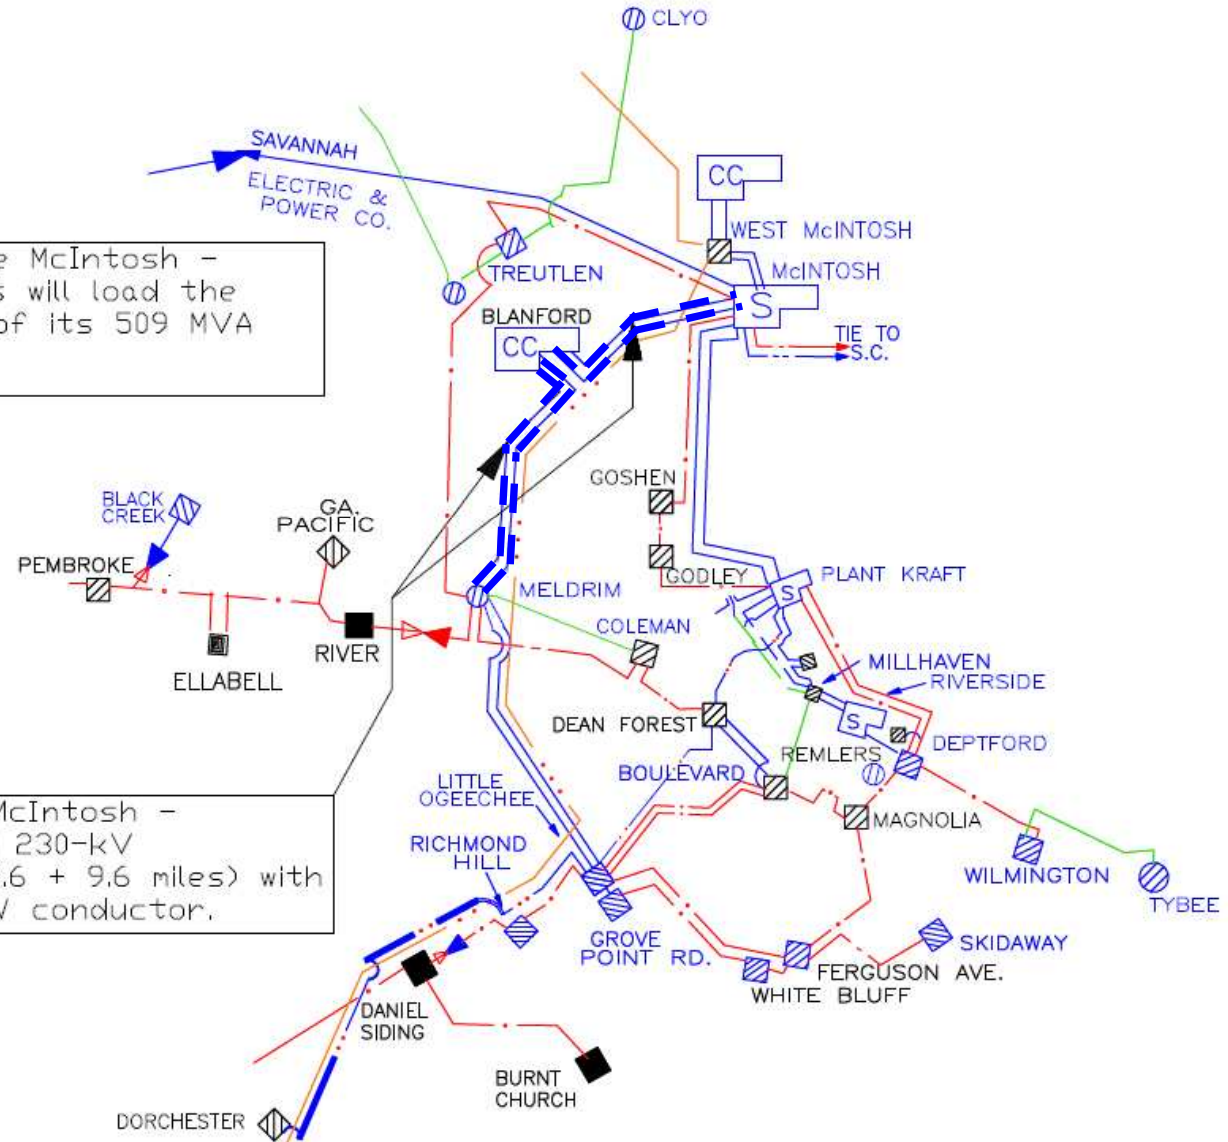 CLYO
SAVANNAH
ELECTRIC &
POWER CO.
CC
WEST McINTOSH
McINTOSH
S
TREUTLEN
e McIntosh -
s will load the
of its 509 MVA
BLANFORD
CC
TIE TO
S.C.
GOSHEN
BLACK
CREEK
GA.
PACIFIC
PEMBROKE
GODLEY
PLANT KRAFT
S
MELDRIM
COLEMAN
RIVER
ELLABELL
MILLHAVEN
RIVERSIDE
DEAN FOREST
S
REMLERS
DEPTFORD
BOULEVARD
LITTLE
OGEECHEE
MAGNOLIA
McIntosh -
230-kV
.6 + 9.6 miles) with
V conductor.
RICHMOND
HILL
WILMINGTON
TYBEE
GROVE
POINT RD.
SKIDAWAY
FERGUSON AVE.
WHITE BLUFF
DANIEL
SIDING
BURNT
CHURCH
DORCHESTER